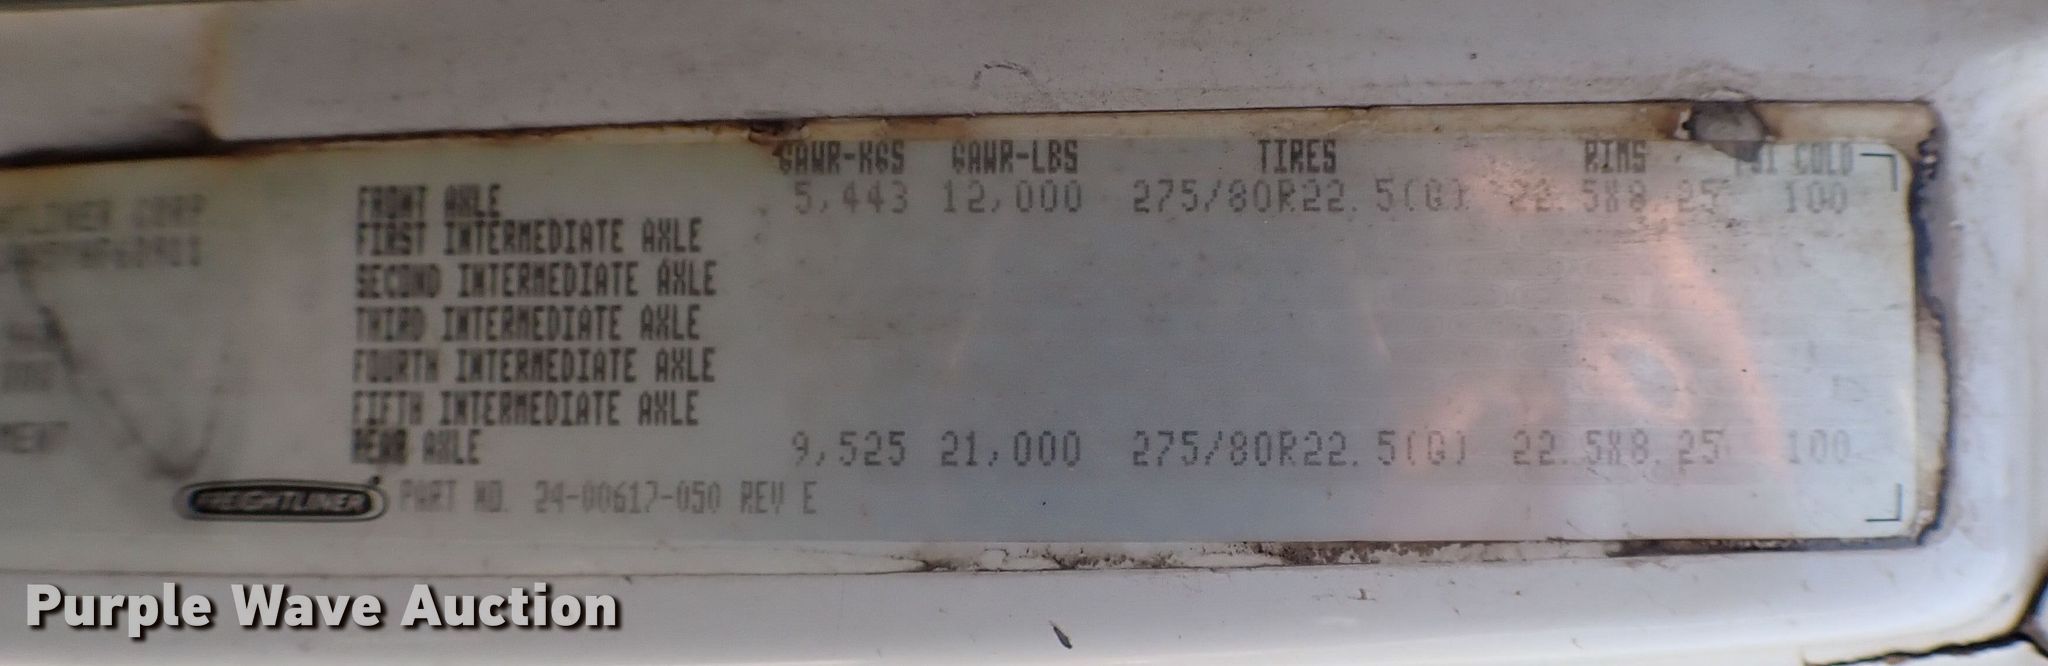 GAWR-KGS GAWR-LBS TIRES RIMS PSI COLD
FRONT AXLE 5,443 12,000 275/80R22.5(G) 22.5X8.25 100
FIRST INTERMEDIATE AXLE
SECOND INTERMEDIATE AXLE
THIRD INTERMEDIATE AXLE
FOURTH INTERMEDIATE AXLE
FIFTH INTERMEDIATE AXLE
REAR AXLE 9,525 21,000 275/80R22.5(G) 22.5X8.25 100
FREIGHTLINER PART NO. 24-00617-050 REV E
Purple Wave Auction